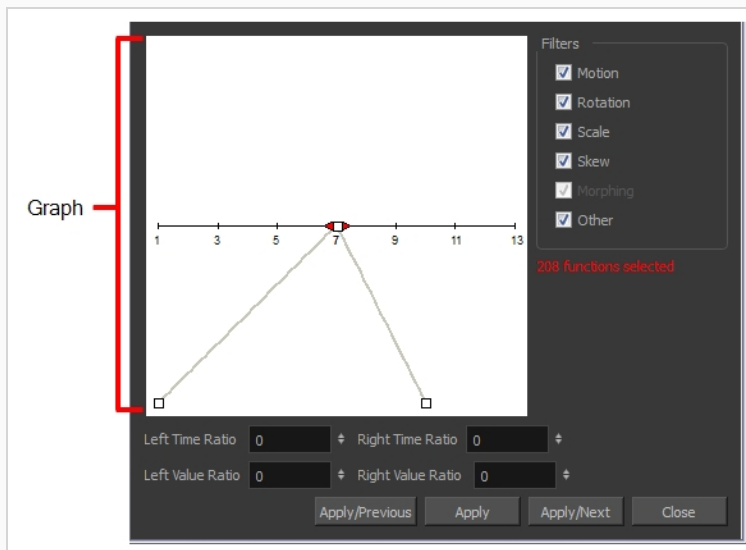 Graph
1 3 5 7 9 11 13
Filters
Motion
Rotation
Scale
Skew
Morphing
Other
208 functions selected
Left Time Ratio 0 Right Time Ratio 0
Left Value Ratio 0 Right Value Ratio 0
Apply/Previous Apply Apply/Next Close